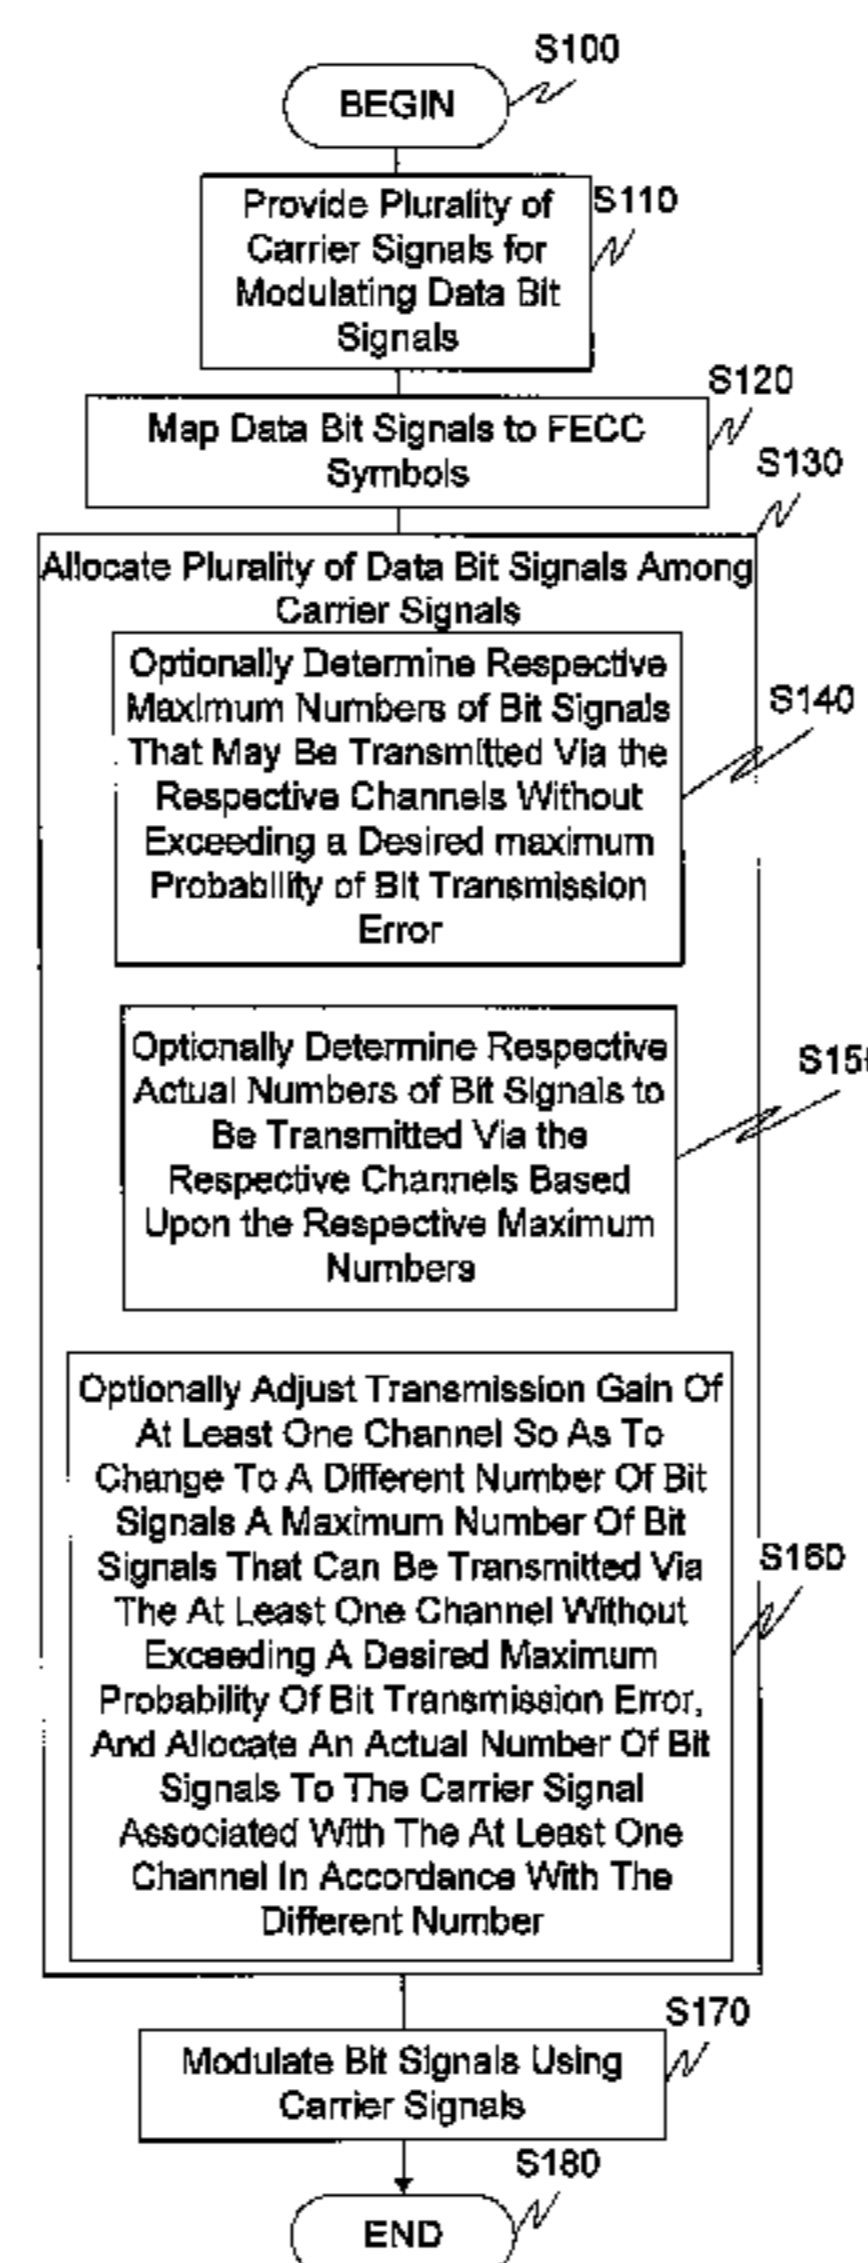 S100
BEGIN
Provide Plurality of
Carrier Signals for
Modulating Data Bit
Signals
S110
Map Data Bit Signals to FECC
Symbols
S120
S130
Allocate Plurality of Data Bit Signals Among
Carrier Signals
Optionally Determine Respective
Maximum Numbers of Bit Signals
That May Be Transmitted Via the
Respective Channels Without
Exceeding a Desired maximum
Probability of Bit Transmission
Error
S140
Optionally Determine Respective
Actual Numbers of Bit Signals to
Be Transmitted Via the
Respective Channels Based
Upon the Respective Maximum
Numbers
Optionally Adjust Transmission Gain Of
At Least One Channel So As To
Change To A Different Number Of Bit
Signals A Maximum Number Of Bit
Signals That Can Be Transmitted Via
The At Least One Channel Without
Exceeding A Desired Maximum
Probability Of Bit Transmission Error,
And Allocate An Actual Number Of Bit
Signals To The Carrier Signal
Associated With The At Least One
Channel In Accordance With The
Different Number
S160
S170
Modulate Bit Signals Using
Carrier Signals
S180
END